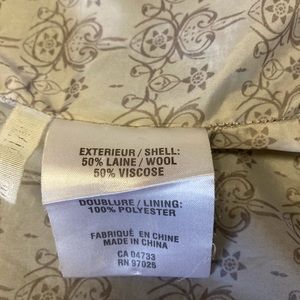 EXTERIEUR / SHELL:
50% LAINE / WOOL
50% VISCOSE
DOUBLURE / LINING:
100% POLYESTER
FABRIQUÉ EN CHINE
MADE IN CHINA
CA 04733
RN 97025